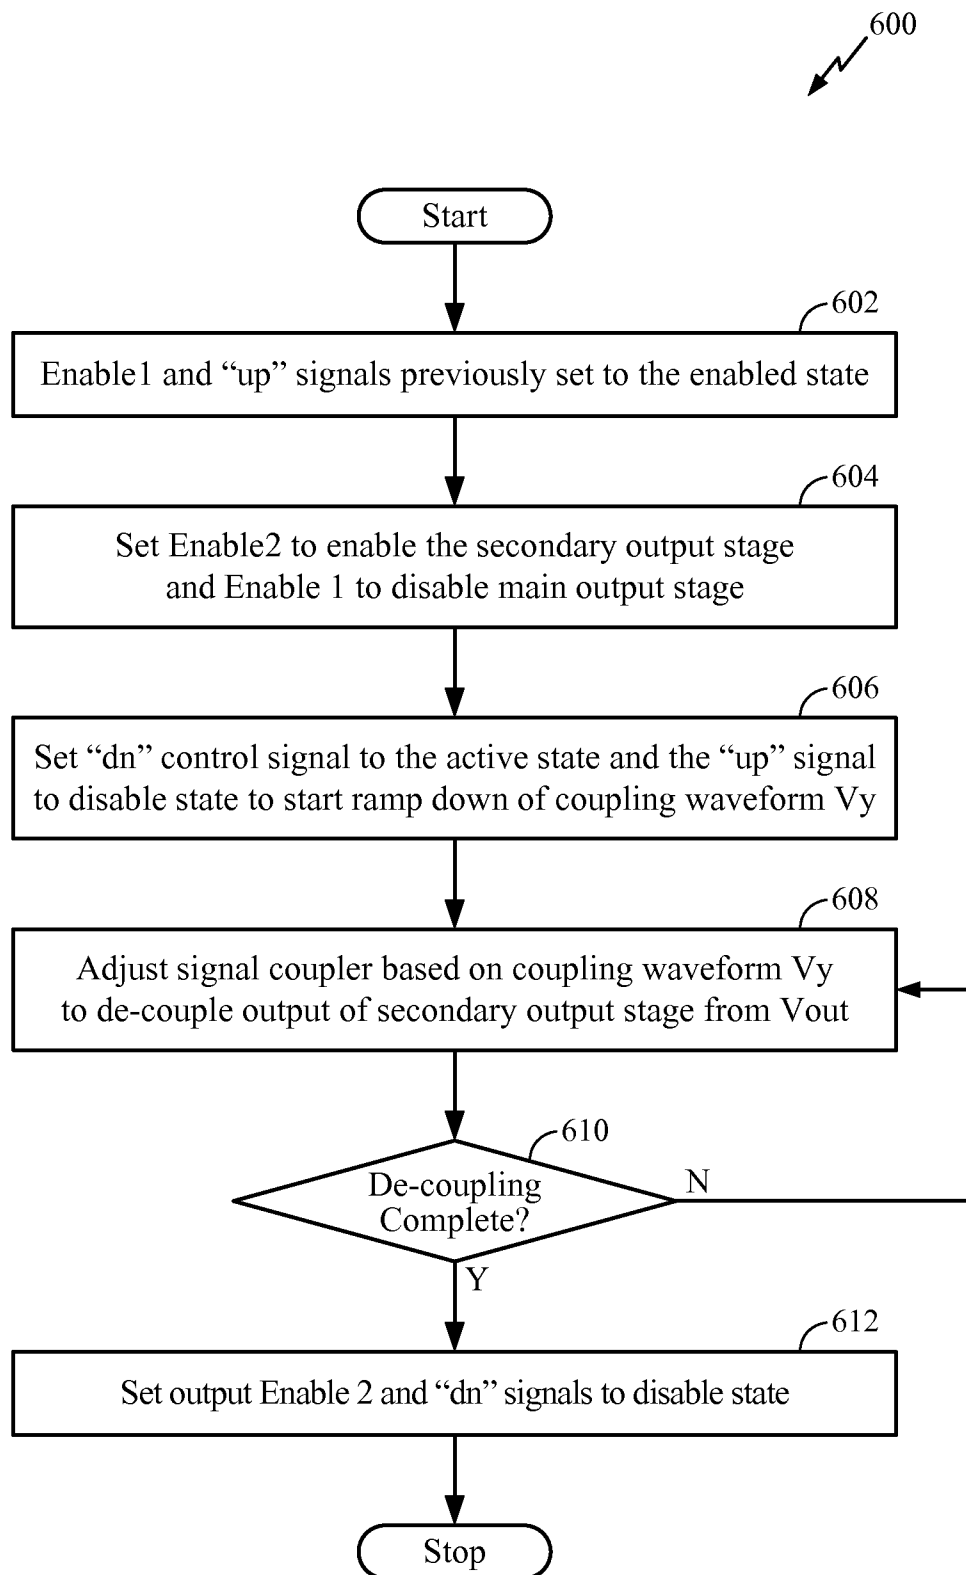 600
Start
602
Enable1 and “up” signals previously set to the enabled state
604
Set Enable2 to enable the secondary output stage
and Enable 1 to disable main output stage
606
Set “dn” control signal to the active state and the “up” signal
to disable state to start ramp down of coupling waveform Vy
608
Adjust signal coupler based on coupling waveform Vy
to de-couple output of secondary output stage from Vout
610
De-coupling
Complete?
N
Y
612
Set output Enable 2 and “dn” signals to disable state
Stop